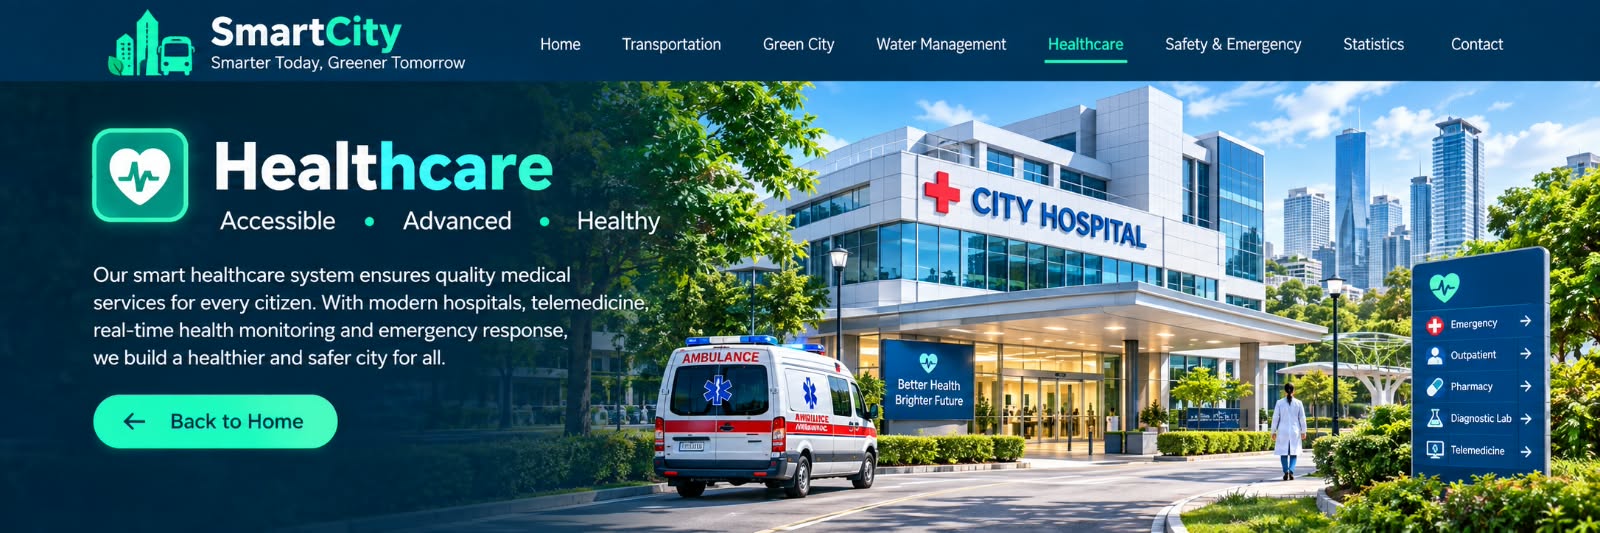 SmartCity
Smarter Today, Greener Tomorrow
Home Transportation Green City Water Management Healthcare Safety & Emergency Statistics Contact
Healthcare
Accessible • Advanced • Healthy
Our smart healthcare system ensures quality medical
services for every citizen. With modern hospitals, telemedicine,
real-time health monitoring and emergency response,
we build a healthier and safer city for all.
← Back to Home
CITY HOSPITAL
AMBULANCE
Better Health
Brighter Future
Emergency →
Outpatient →
Pharmacy →
Diagnostic Lab →
Telemedicine →